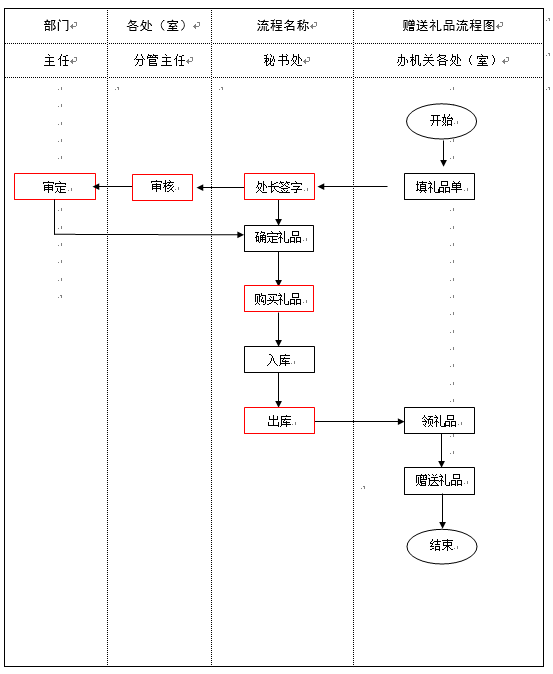 部门 各处（室） 流程名称 赠送礼品流程图
主任 分管主任 秘书处 办机关各处（室）
开始
审定 审核 处长签字 填礼品单
确定礼品
购买礼品
入库
出库 领礼品
赠送礼品
结束